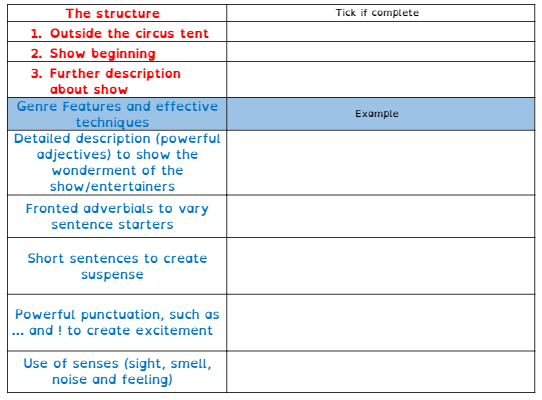 The structure
Tick if complete
1. Outside the circus tent
2. Show beginning
3. Further description
about show
Genre Features and effective
techniques
Example
Detailed description (powerful
adjectives) to show the
wonderment of the
show/entertainers
Fronted adverbials to vary
sentence starters
Short sentences to create
suspense
Powerful punctuation, such as
... and ! to create excitement
Use of senses (sight, smell,
noise and feeling)